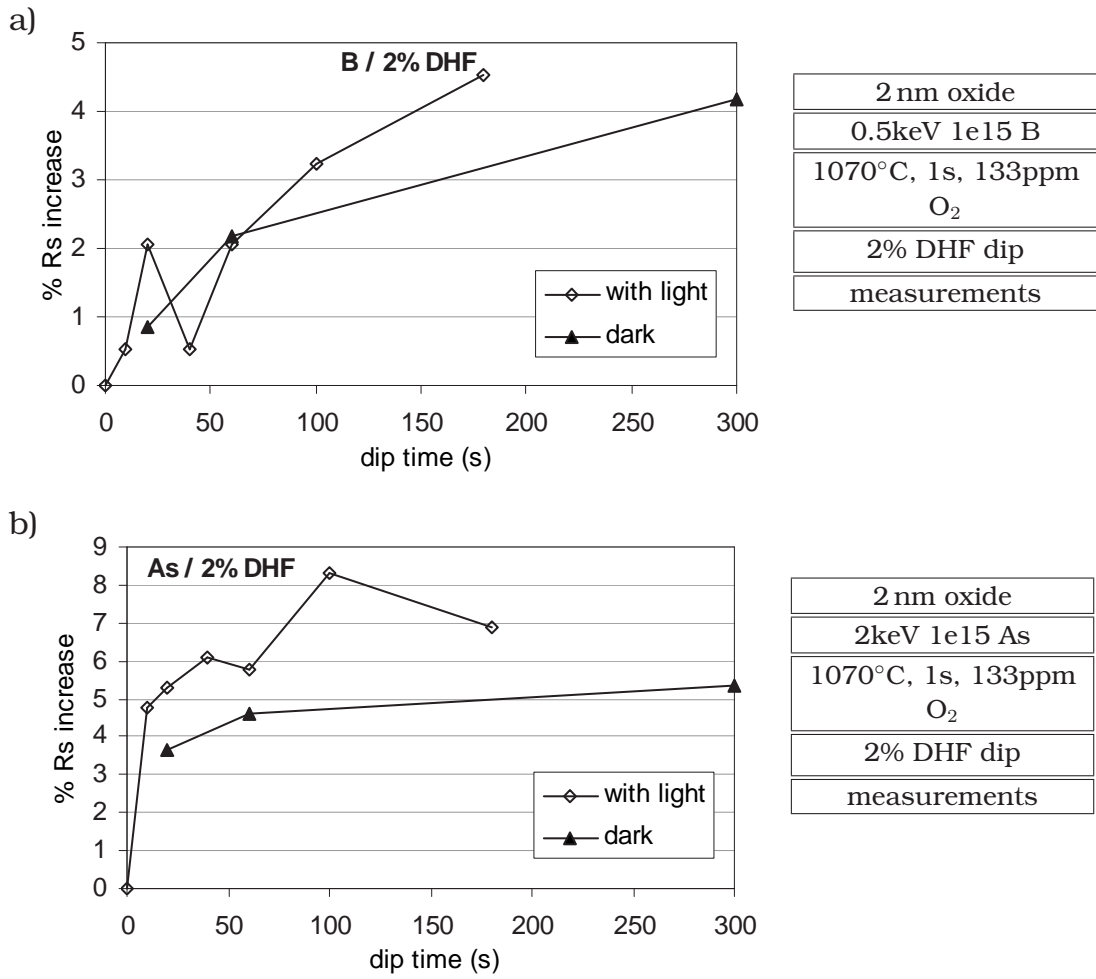 a)
B / 2% DHF
5
4
3
2
1
0
% Rs increase
0 50 100 150 200 250 300
dip time (s)
with light
dark
2 nm oxide
0.5keV 1e15 B
1070°C, 1s, 133ppm
O₂
2% DHF dip
measurements
b)
As / 2% DHF
9
8
7
6
5
4
3
2
1
0
% Rs increase
0 50 100 150 200 250 300
dip time (s)
with light
dark
2 nm oxide
2keV 1e15 As
1070°C, 1s, 133ppm
O₂
2% DHF dip
measurements